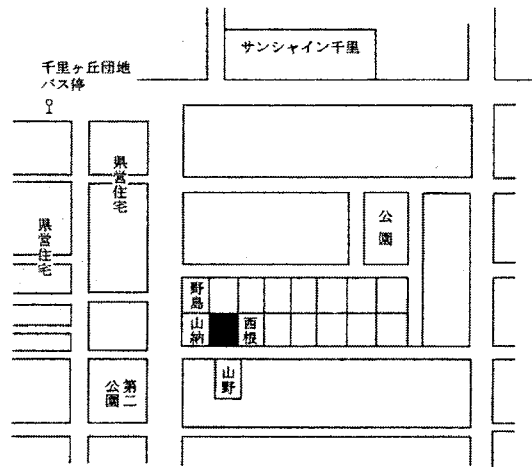 サンシャイン千里
千里ヶ丘団地
バス停
県営住宅
県営住宅
公園
野島
山納
西根
山野
第二
公園